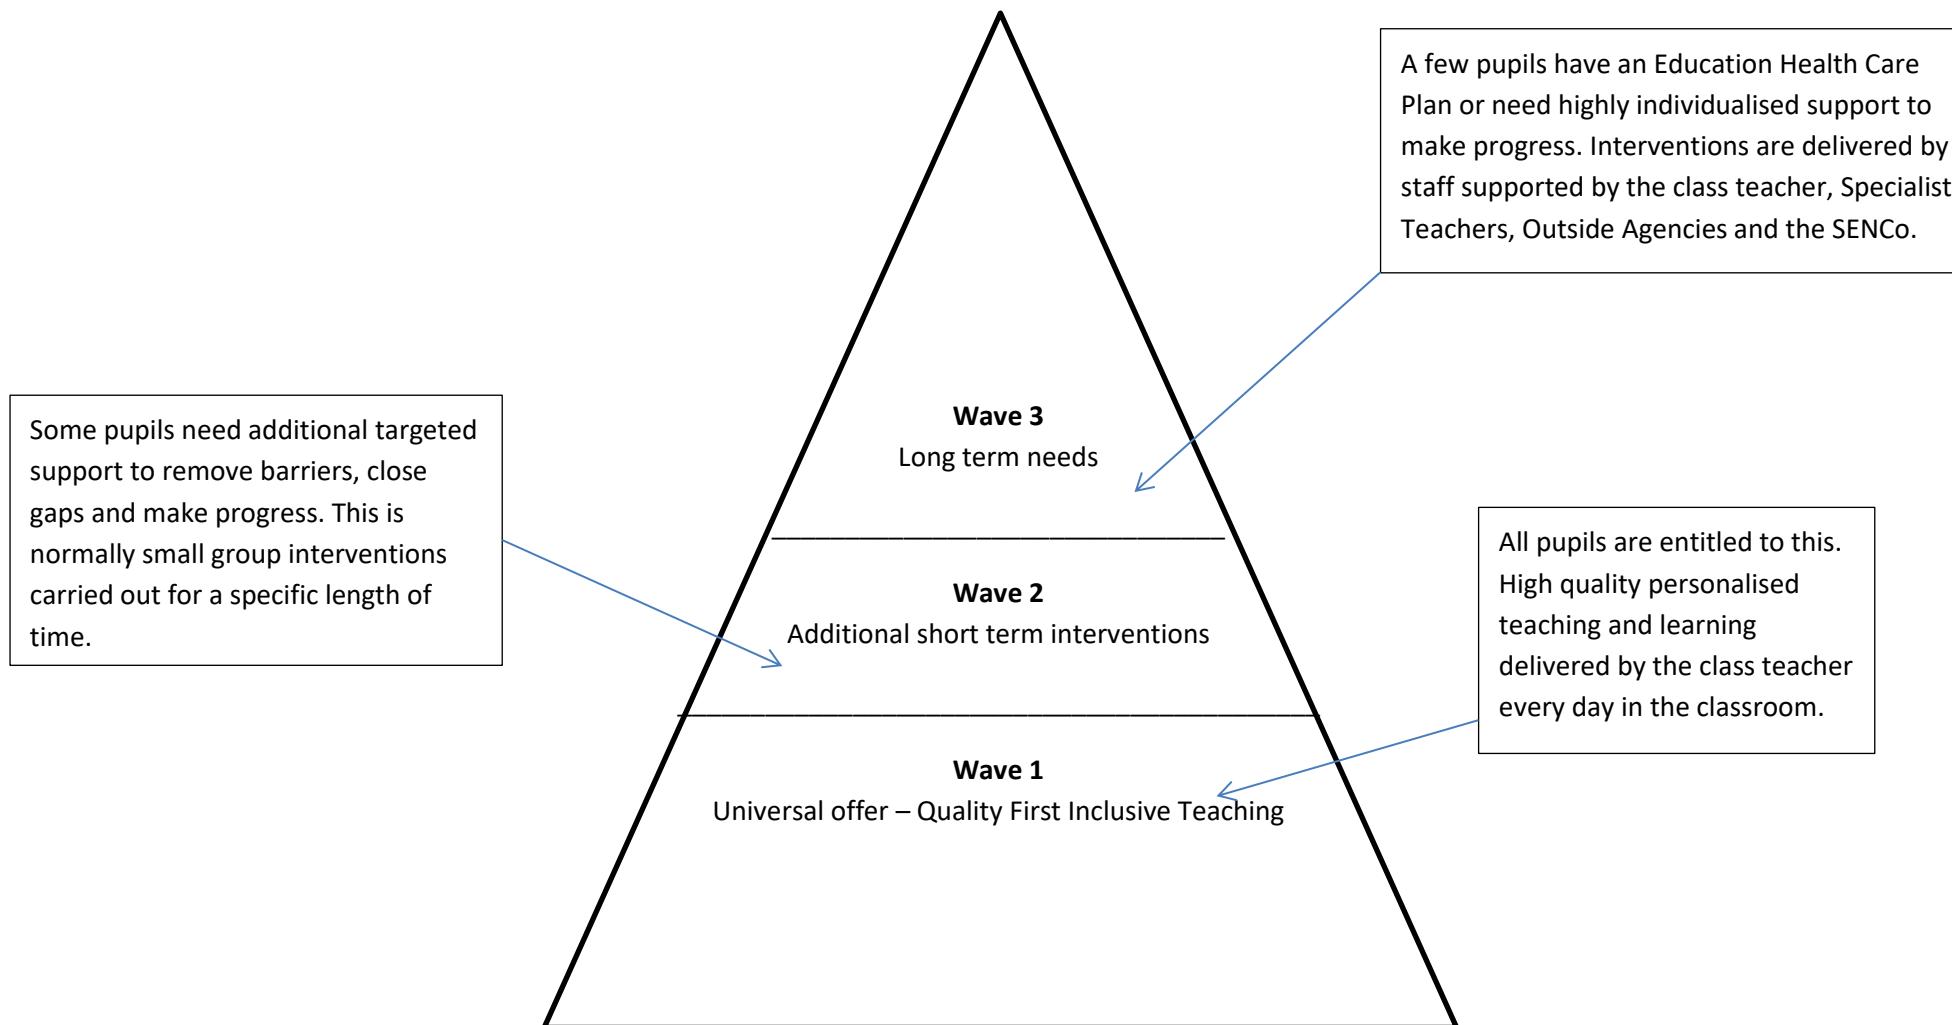 A few pupils have an Education Health Care
Plan or need highly individualised support to
make progress. Interventions are delivered by
staff supported by the class teacher, Specialist
Teachers, Outside Agencies and the SENCo.
Some pupils need additional targeted
support to remove barriers, close
gaps and make progress. This is
normally small group interventions
carried out for a specific length of
time.
Wave 3
Long term needs
Wave 2
Additional short term interventions
All pupils are entitled to this.
High quality personalised
teaching and learning
delivered by the class teacher
every day in the classroom.
Wave 1
Universal offer – Quality First Inclusive Teaching